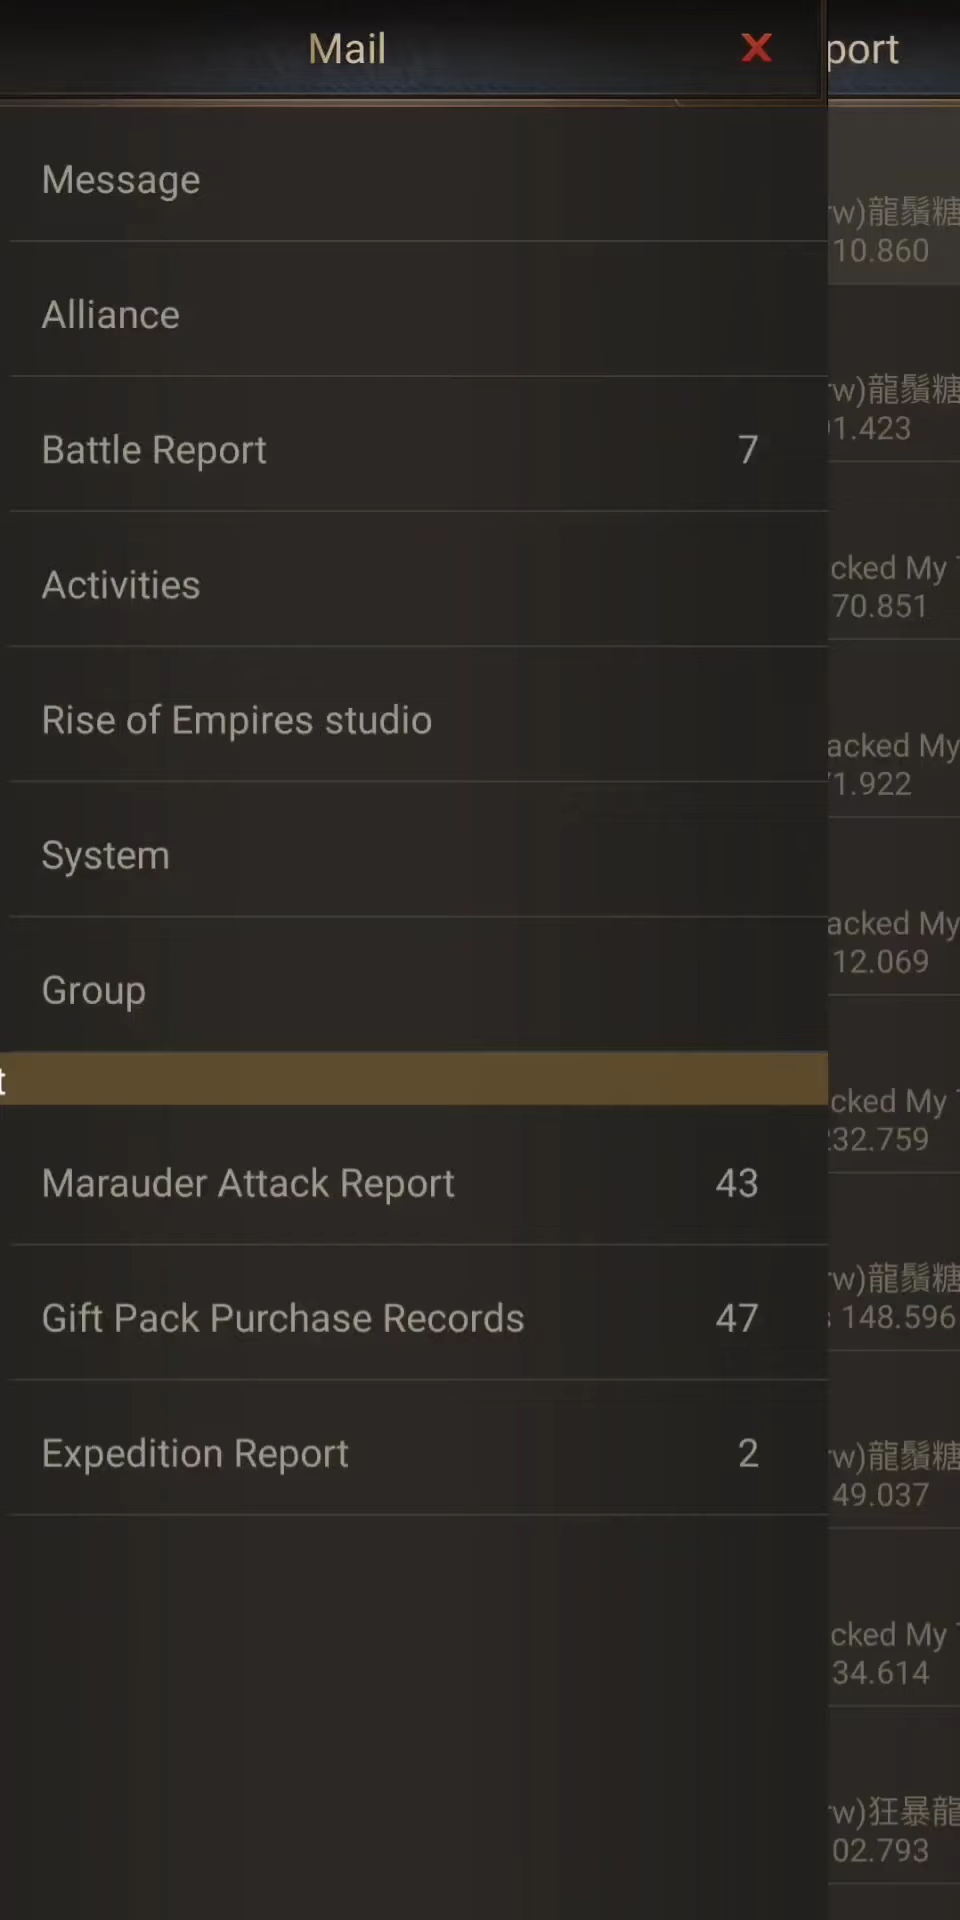 Mail
X
port
Message
w)龍鬚糖
10.860
Alliance
w)龍鬚糖
1.423
Battle Report 7
cked My
70.851
Activities
Rise of Empires studio
acked My
1.922
System
acked My
12.069
Group
t
cked My
32.759
Marauder Attack Report 43
Gift Pack Purchase Records 47
w)龍鬚糖
148.596
Expedition Report 2
w)龍鬚糖
49.037
cked My
34.614
w)狂暴龍
02.793